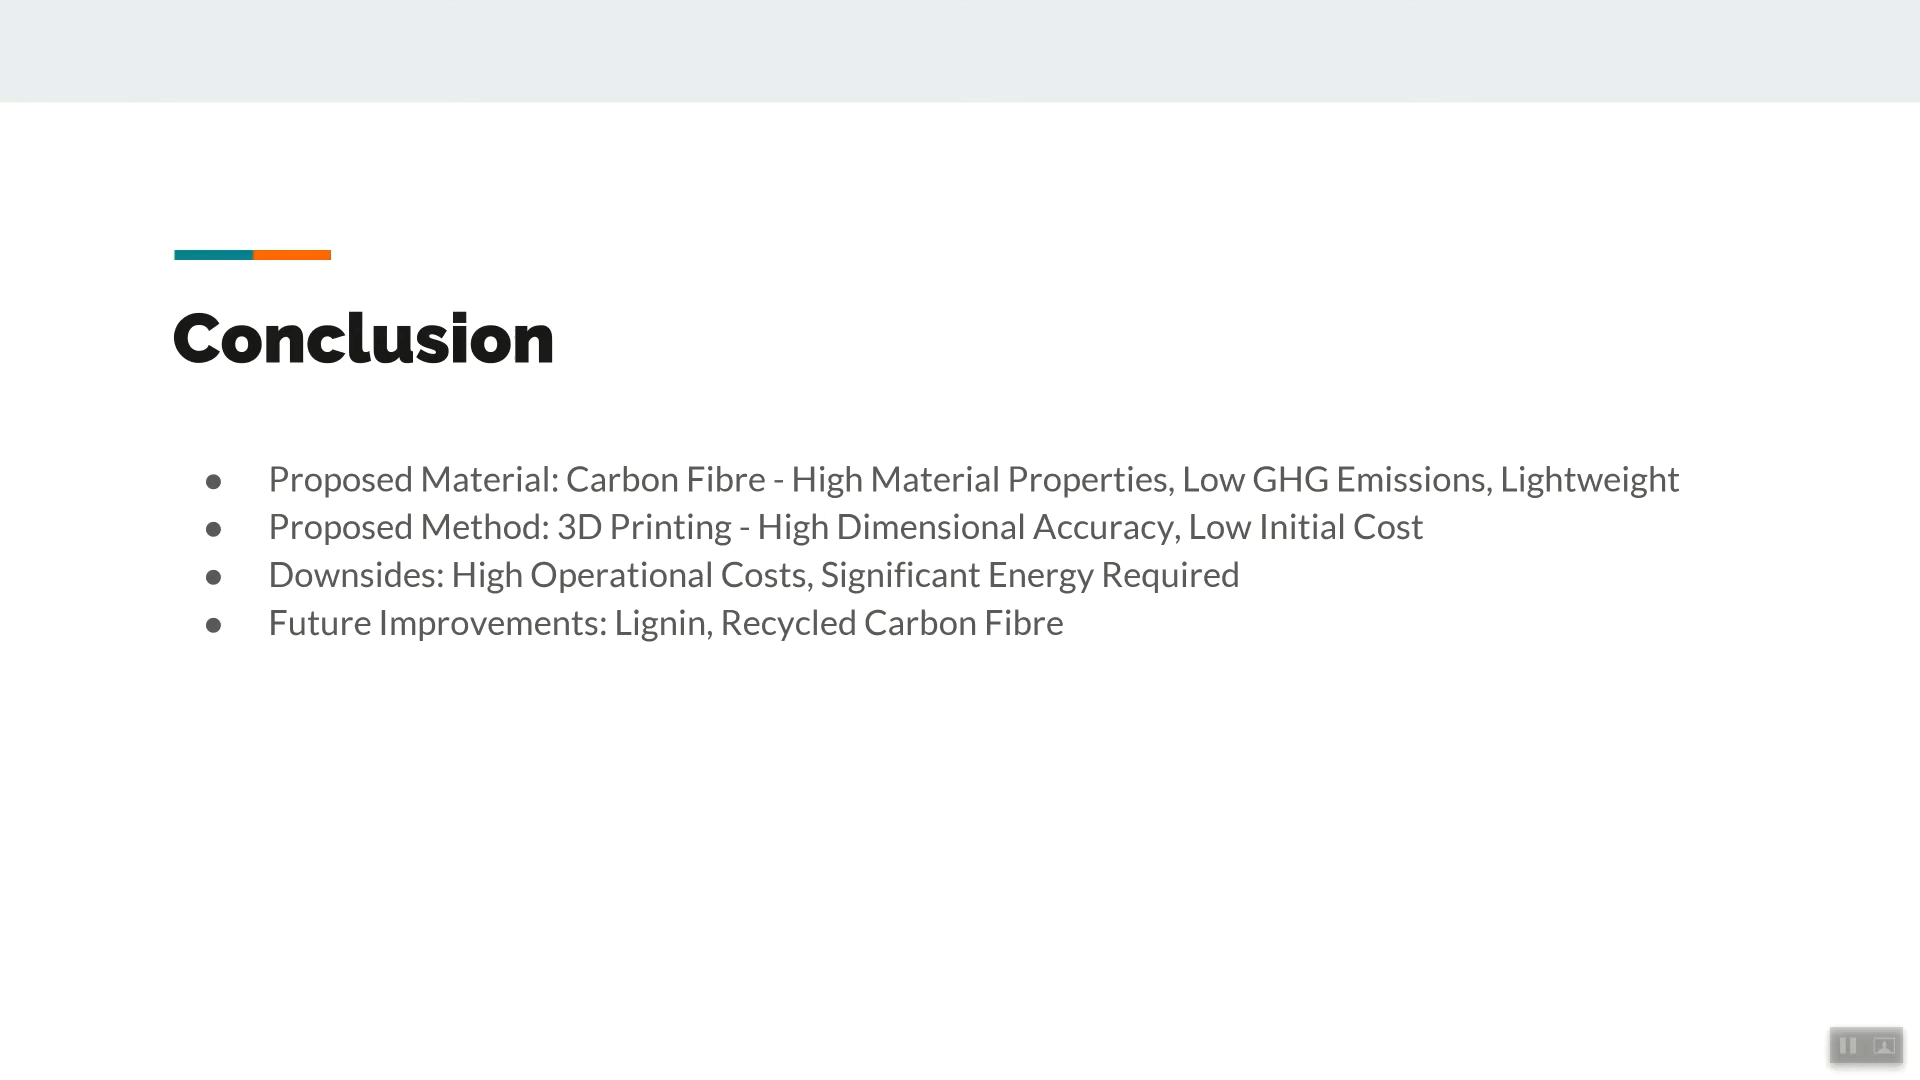 Conclusion
● Proposed Material: Carbon Fibre - High Material Properties, Low GHG Emissions, Lightweight
● Proposed Method: 3D Printing - High Dimensional Accuracy, Low Initial Cost
● Downsides: High Operational Costs, Significant Energy Required
● Future Improvements: Lignin, Recycled Carbon Fibre